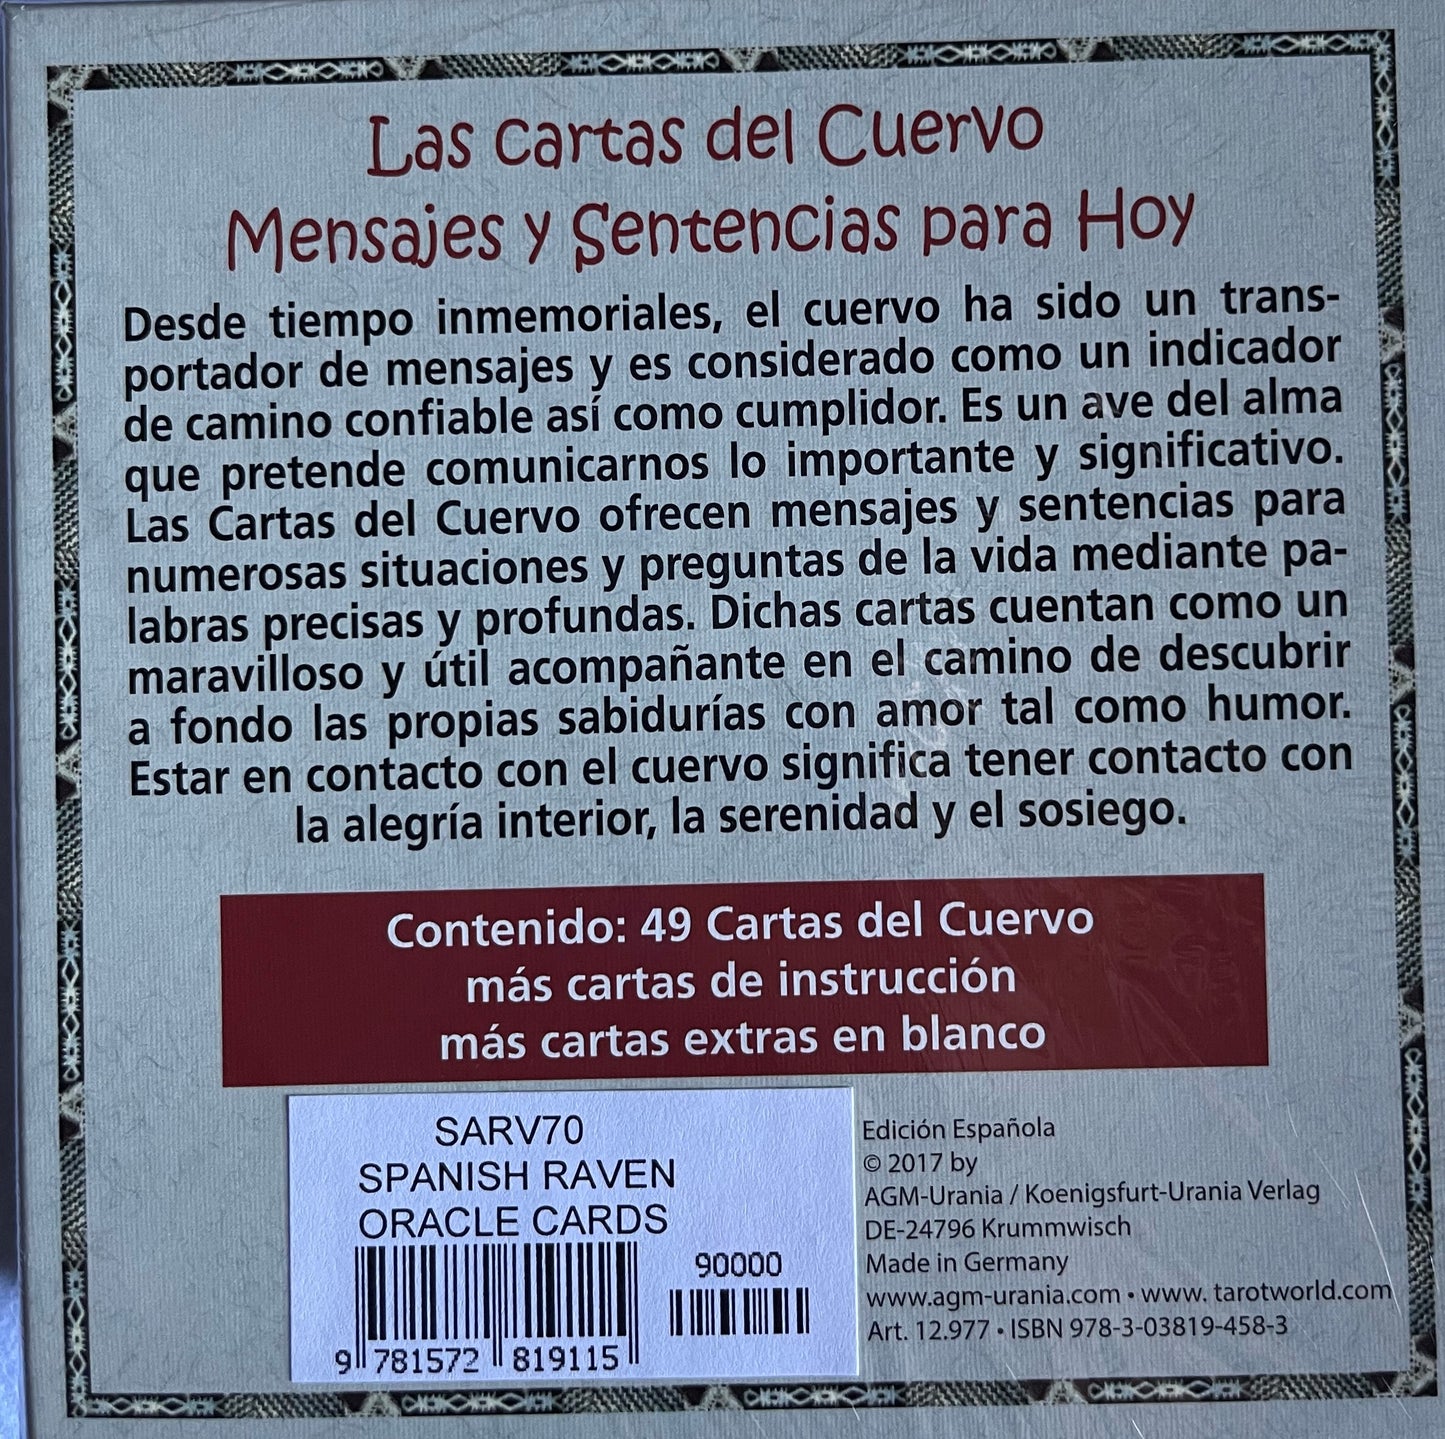 Las Cartas del Cuervo
Mensajes y Sentencias para Hoy
Desde tiempo inmemoriales, el cuervo ha sido un trans-
portador de mensajes y es considerado como un indicador
de camino confiable así como cumplidor. Es un ave del alma
que pretende comunicarnos lo importante y significativo.
Las Cartas del Cuervo ofrecen mensajes y sentencias para
numerosas situaciones y preguntas de la vida mediante pa-
labras precisas y profundas. Dichas cartas cuentan como un
maravilloso y útil acompañante en el camino de descubrir
a fondo las propias sabidurías con amor tal como humor.
Estar en contacto con el cuervo significa tener contacto con
la alegría interior, la serenidad y el sosiego.
Contenido: 49 Cartas del Cuervo
más cartas de instrucción
más cartas extras en blanco
SARV70
SPANISH RAVEN
ORACLE CARDS
90000
9 781572 819115
Edición Española
© 2017 by
AGM-Urania / Koenigsfurt-Urania Verlag
DE-24796 Krummwisch
Made in Germany
www.agm-urania.com • www. tarotworld.com
Art. 12.977 • ISBN 978-3-03819-458-3